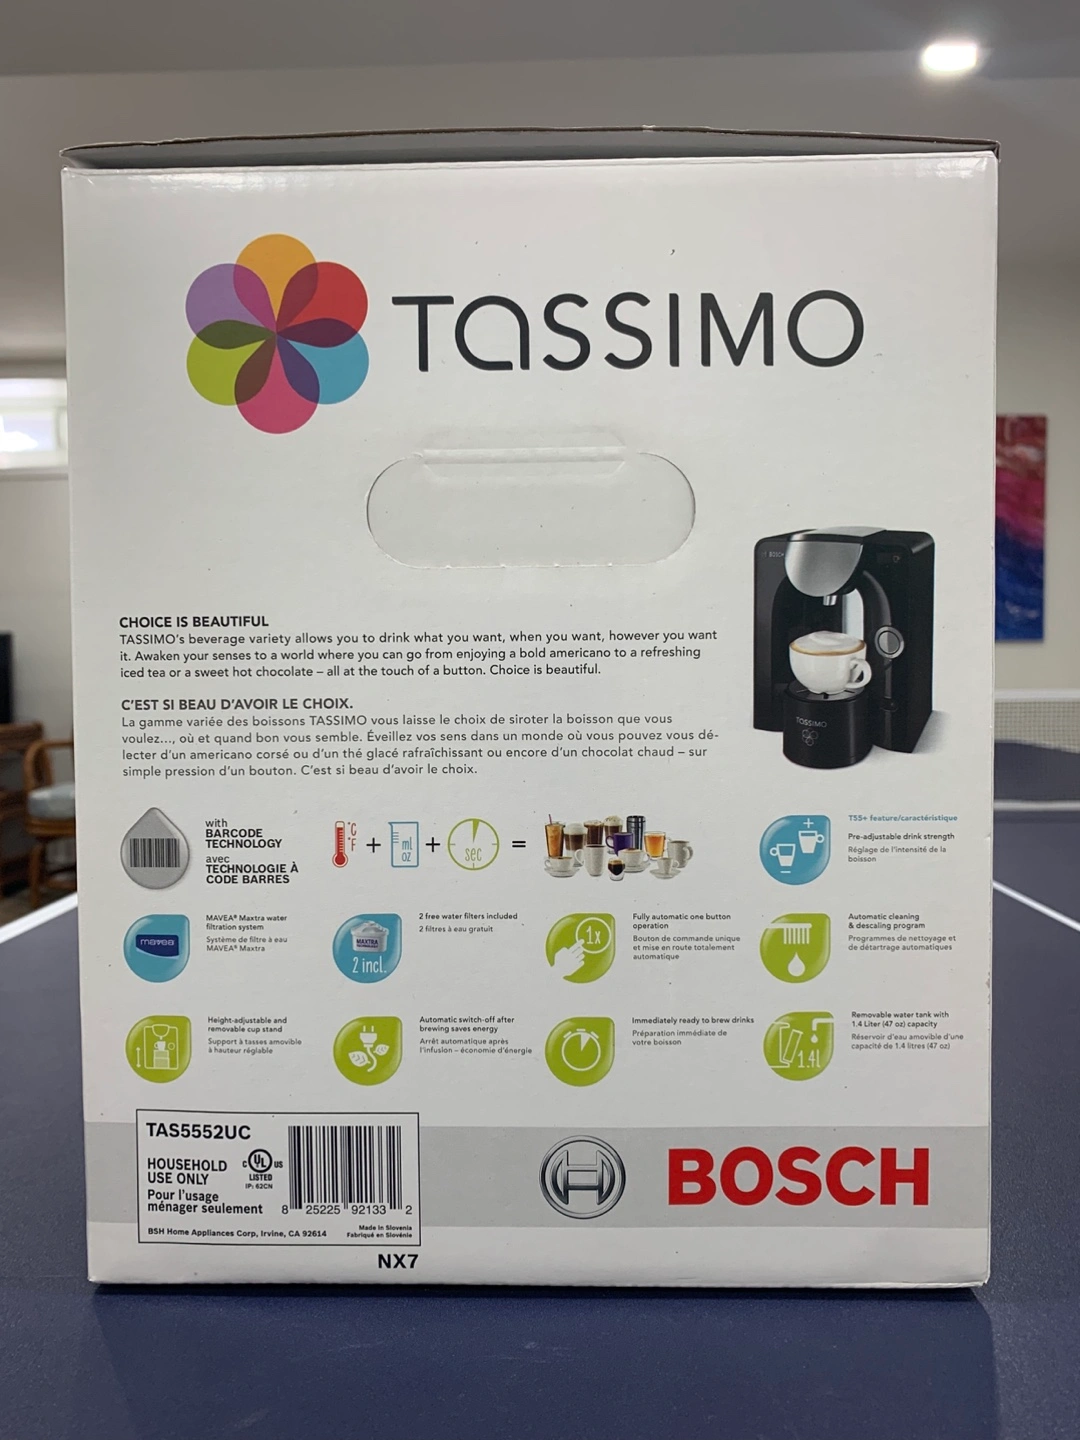 TASSIMO
BOSCH
TASSIMO
CHOICE IS BEAUTIFUL
TASSIMO's beverage variety allows you to drink what you want, when you want, however you want
it. Awaken your senses to a world where you can go from enjoying a bold americano to a refreshing
iced tea or a sweet hot chocolate – all at the touch of a button. Choice is beautiful.
C'EST SI BEAU D'AVOIR LE CHOIX.
La gamme variée des boissons TASSIMO vous laisse le choix de siroter la boisson que vous
voulez..., où et quand bon vous semble. Éveillez vos sens dans un monde où vous pouvez vous dé-
lecter d'un americano corsé ou d'un thé glacé rafraîchissant ou encore d'un chocolat chaud – sur
simple pression d'un bouton. C'est si beau d'avoir le choix.
with
BARCODE
TECHNOLOGY
avec
TECHNOLOGIE À
CODE BARRES
°C
°F
+
ml
oz
+
sec
=
T55+ feature/caractéristique
Pre-adjustable drink strength
Réglage de l'intensité de la
boisson
mavea
MAVEA® Maxtra water
filtration system
Système de filtre à eau
MAVEA® Maxtra
MAXTRA
2 incl.
2 free water filters included
2 filtres à eau gratuit
1x
Fully automatic one button
operation
Bouton de commande unique
et mise en route totalement
automatique
Automatic cleaning
& descaling program
Programmes de nettoyage et
de détartrage automatiques
Height-adjustable and
removable cup stand
Support à tasses amovible
à hauteur réglable
Automatic switch-off after
brewing saves energy
Arrêt automatique après
l'infusion – économie d'énergie
Immediately ready to brew drinks
Préparation immédiate de
votre boisson
1.4l
Removable water tank with
1.4 Liter (47 oz) capacity
Réservoir d'eau amovible d'une
capacité de 1.4 litres (47 oz)
TAS5552UC
HOUSEHOLD
USE ONLY
Pour l'usage
ménager seulement
c UL us
LISTED
IP: 62CN
8 25225 92133 2
BSH Home Appliances Corp, Irvine, CA 92614
Made in Slovenia
Fabriqué en Slovénie
NX7
BOSCH